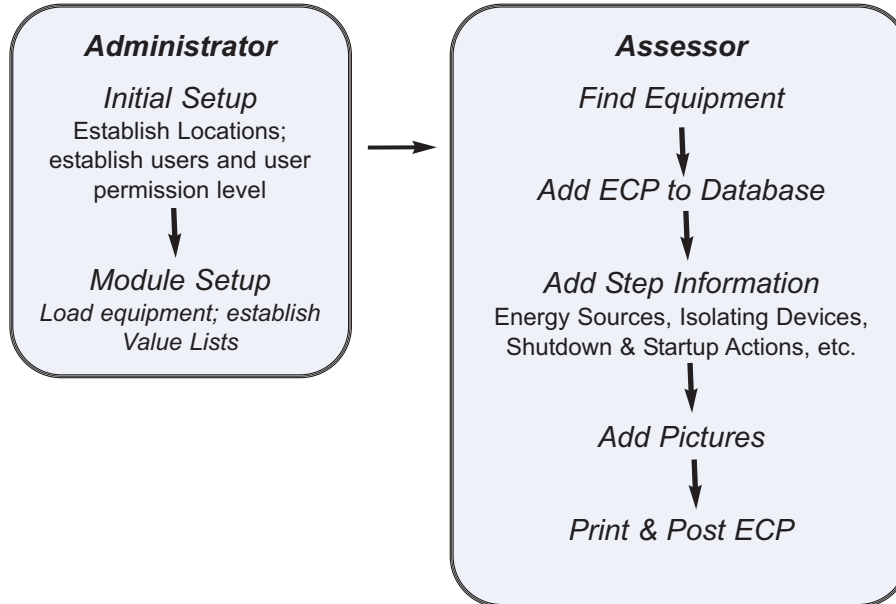 Administrator
Initial Setup
Establish Locations;
establish users and user
permission level
Module Setup
Load equipment; establish
Value Lists
Assessor
Find Equipment
Add ECP to Database
Add Step Information
Energy Sources, Isolating Devices,
Shutdown & Startup Actions, etc.
Add Pictures
Print & Post ECP